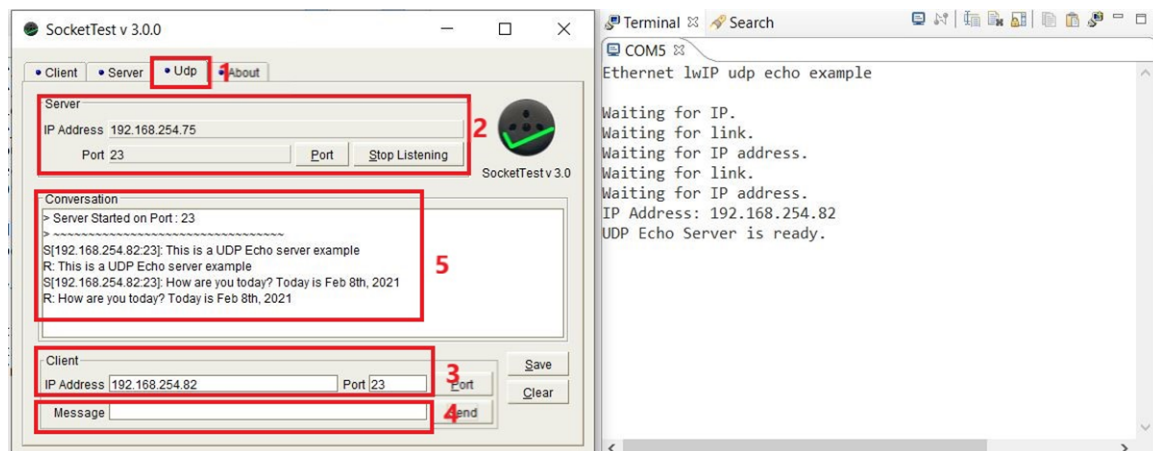 SocketTest v 3.0.0
Client
Server
Udp
About
1
Server
IP Address 192.168.254.75
Port 23
Port
Stop Listening
2
SocketTest v 3.0
Conversation
> Server Started on Port : 23
> ~~~~~~~~~~~~~~~~~~~~~~~~~~~~~~~~~
S[192.168.254.82:23]: This is a UDP Echo server example
R: This is a UDP Echo server example
S[192.168.254.82:23]: How are you today? Today is Feb 8th, 2021
R: How are you today? Today is Feb 8th, 2021
5
Client
IP Address 192.168.254.82
Port 23
3
Port
Message
4
Save
Clear
Terminal
Search
COM5
Ethernet lwIP udp echo example
Waiting for IP.
Waiting for link.
Waiting for IP address.
Waiting for link.
Waiting for IP address.
IP Address: 192.168.254.82
UDP Echo Server is ready.